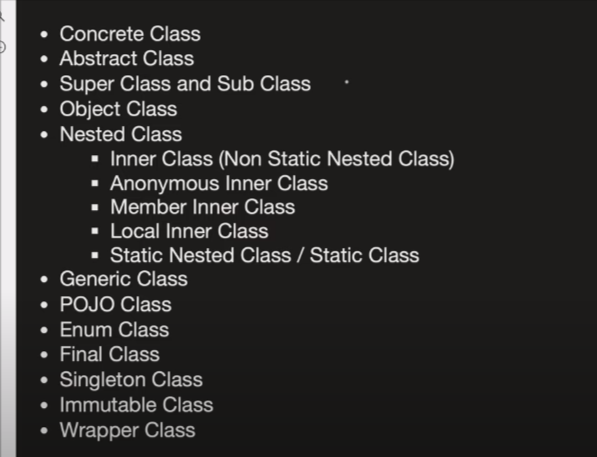 • Concrete Class
• Abstract Class
• Super Class and Sub Class
• Object Class
• Nested Class
▪ Inner Class (Non Static Nested Class)
▪ Anonymous Inner Class
▪ Member Inner Class
▪ Local Inner Class
▪ Static Nested Class / Static Class
• Generic Class
• POJO Class
• Enum Class
• Final Class
• Singleton Class
• Immutable Class
• Wrapper Class